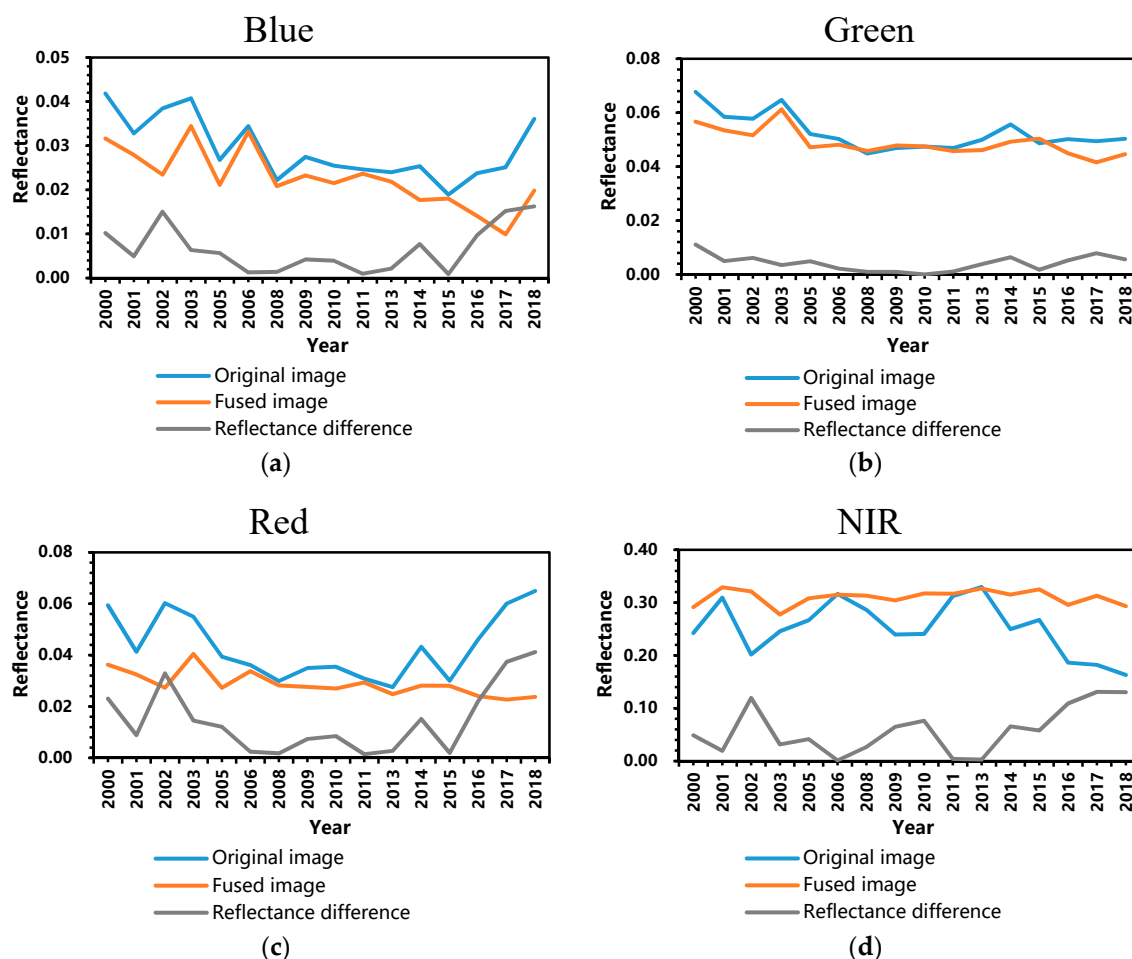 Blue
0.05
0.04
0.03
0.02
0.01
0.00
Reflectance
2000 2001 2002 2003 2005 2006 2008 2009 2010 2011 2013 2014 2015 2016 2017 2018
Year
Original image
Fused image
Reflectance difference
(a)
Green
0.08
0.06
0.04
0.02
0.00
Reflectance
2000 2001 2002 2003 2005 2006 2008 2009 2010 2011 2013 2014 2015 2016 2017 2018
Year
Original image
Fused image
Reflectance difference
(b)
Red
0.08
0.06
0.04
0.02
0.00
Reflectance
2000 2001 2002 2003 2005 2006 2008 2009 2010 2011 2013 2014 2015 2016 2017 2018
Year
Original image
Fused image
Reflectance difference
(c)
NIR
0.40
0.30
0.20
0.10
0.00
Reflectance
2000 2001 2002 2003 2005 2006 2008 2009 2010 2011 2013 2014 2015 2016 2017 2018
Year
Original image
Fused image
Reflectance difference
(d)